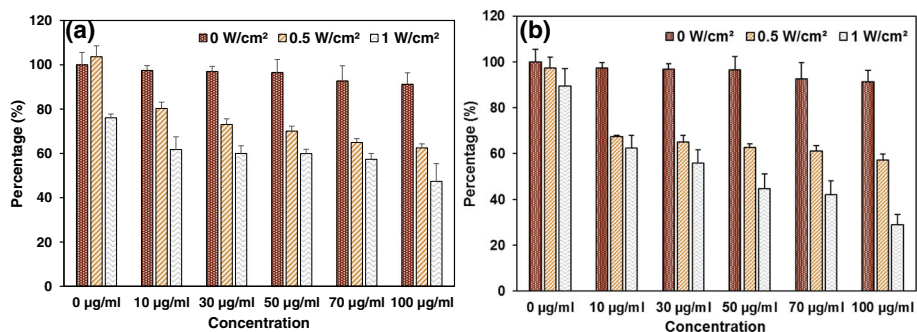 (a)
0 W/cm² 0.5 W/cm² 1 W/cm²
Percentage (%)
120
100
80
60
40
20
0
0 µg/ml 10 µg/ml 30 µg/ml 50 µg/ml 70 µg/ml 100 µg/ml
Concentration
(b)
0 W/cm² 0.5 W/cm² 1 W/cm²
Percentage (%)
120
100
80
60
40
20
0
0 µg/ml 10 µg/ml 30 µg/ml 50 µg/ml 70 µg/ml 100 µg/ml
Concentration